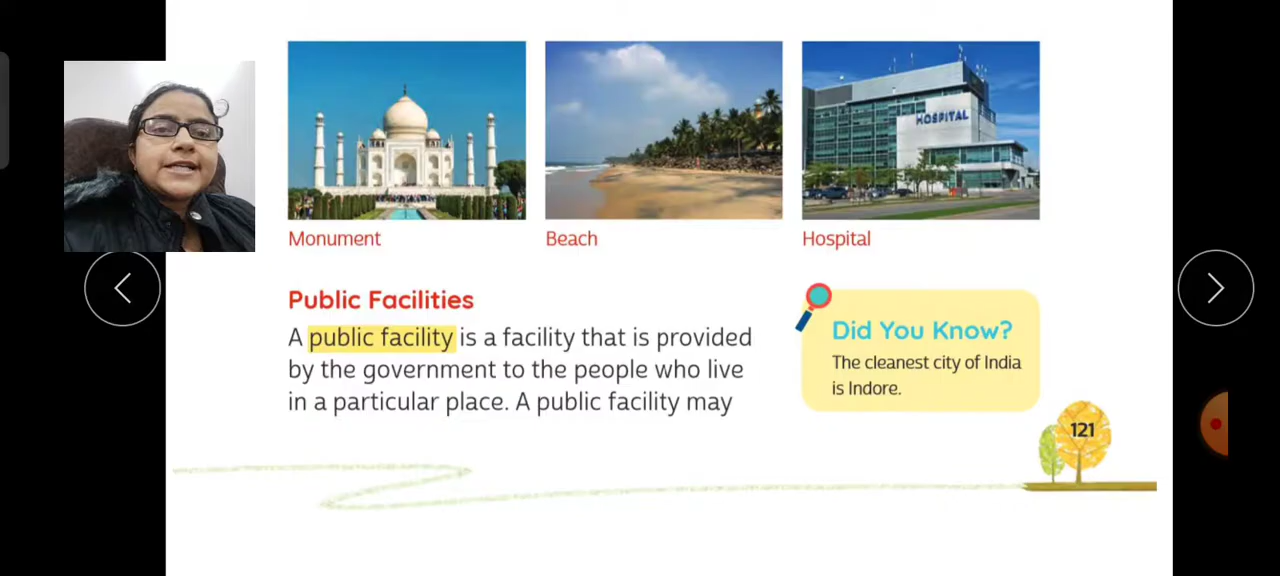 HOSPITAL
Monument
Beach
Hospital
Public Facilities
A public facility is a facility that is provided
by the government to the people who live
in a particular place. A public facility may
Did You Know?
The cleanest city of India
is Indore.
121